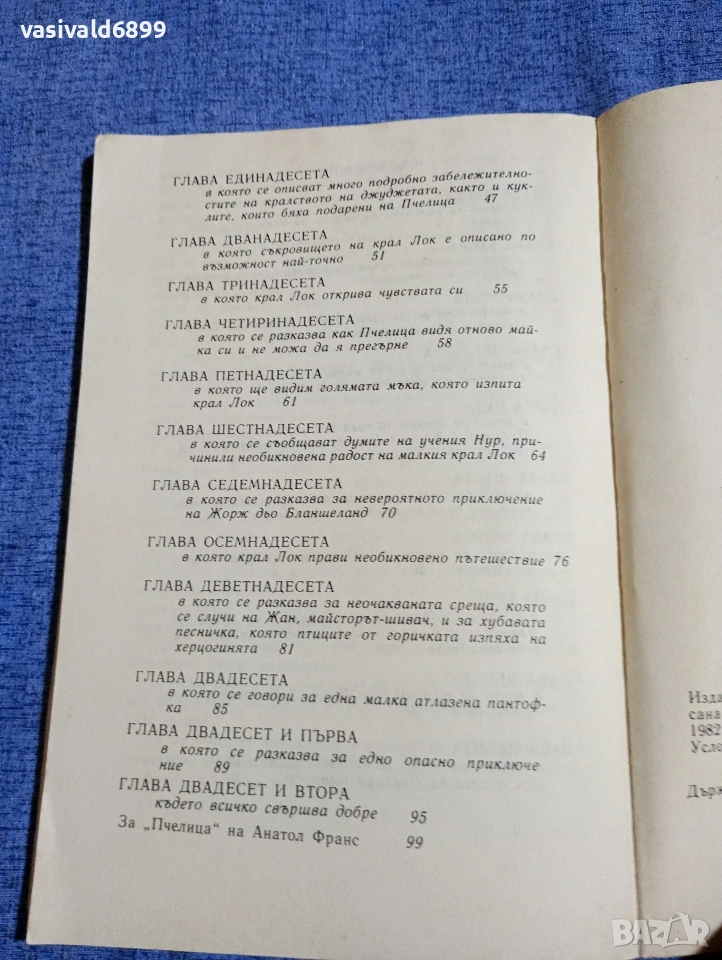 vasivald6899
ГЛАВА ЕДИНАДЕСЕТА
в която се описват много подробно забележително-
стите на кралството на джуджетата, както и кук-
лите, които бяха подарени на Пчелица 47
ГЛАВА ДВАНАДЕСЕТА
в която съкровището на крал Лок е описано по
възможност най-точно 51
ГЛАВА ТРИНАДЕСЕТА
в която крал Лок открива чувствата си 55
ГЛАВА ЧЕТИРИНАДЕСЕТА
в която се разказва как Пчелица видя отново май-
ка си и не можа да я прегърне 58
ГЛАВА ПЕТНАДЕСЕТА
в която ще видим голямата мъка, която изпита
крал Лок 61
ГЛАВА ШЕСТНАДЕСЕТА
в която се съобщават думите на учения Нур, при-
чинили необикновена радост на малкия крал Лок 64
ГЛАВА СЕДЕМНАДЕСЕТА
в която се разказва за невероятното приключение
на Жорж дьо Бланшеланд 70
ГЛАВА ОСЕМНАДЕСЕТА
в която крал Лок прави необикновено пътешествие 76
ГЛАВА ДЕВЕТНАДЕСЕТА
в която се разказва за неочакваната среща, която
се случи на Жан, майсторът-шивач, и за хубавата
песничка, която птиците от горичката изпяха на
херцогинята 81
ГЛАВА ДВАДЕСЕТА
в която се говори за една малка атлазена пантоф-
ка 85
ГЛАВА ДВАДЕСЕТ И ПЪРВА
в която се разказва за едно опасно приключе
ние 89
ГЛАВА ДВАДЕСЕТ И ВТОРА
където всичко свършва добре 95
За „Пчелица“ на Анатол Франс 99
Изда
сана
1982
Усло
Държ
BAZAR